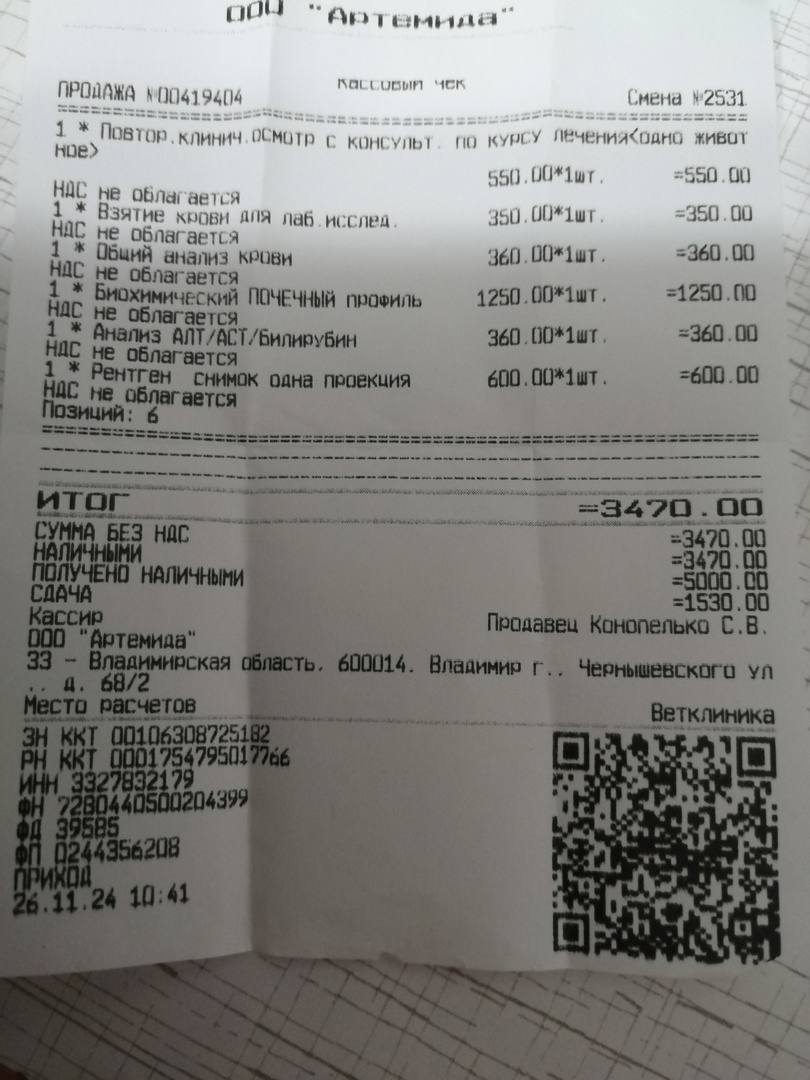 ООО "Артемида"
Кассовый чек
ПРОДАЖА №00419404 Смена №2531
1 * Повтор.клинич.осмотр с консульт. по курсу лечения<одно живот
ное>
550.00*1шт. =550.00
НДС не облагается
1 * Взятие крови для лаб.исслед. 350.00*1шт. =350.00
НДС не облагается
1 * Общий анализ крови 360.00*1шт. =360.00
НДС не облагается
1 * Биохимический ПОЧЕЧНЫЙ профиль 1250.00*1шт. =1250.00
НДС не облагается
1 * Анализ АЛТ/АСТ/Билирубин 360.00*1шт. =360.00
НДС не облагается
1 * Рентген снимок одна проекция 600.00*1шт. =600.00
НДС не облагается
Позиций: 6
ИТОГ =3470.00
СУММА БЕЗ НДС =3470.00
НАЛИЧНЫМИ =3470.00
ПОЛУЧЕНО НАЛИЧНЫМИ =5000.00
СДАЧА =1530.00
Кассир Продавец Конопелько С.В.
ООО "Артемида"
33 - Владимирская область, 600014, Владимир г., Чернышевского ул
., д. 68/2
Место расчетов Ветклиника
ЗН ККТ 00106308725182
РН ККТ 0001754795017766
ИНН 3327832179
ФН 7280440500204399
ФД 39585
ФП 0244356208
ПРИХОД
26.11.24 10:41